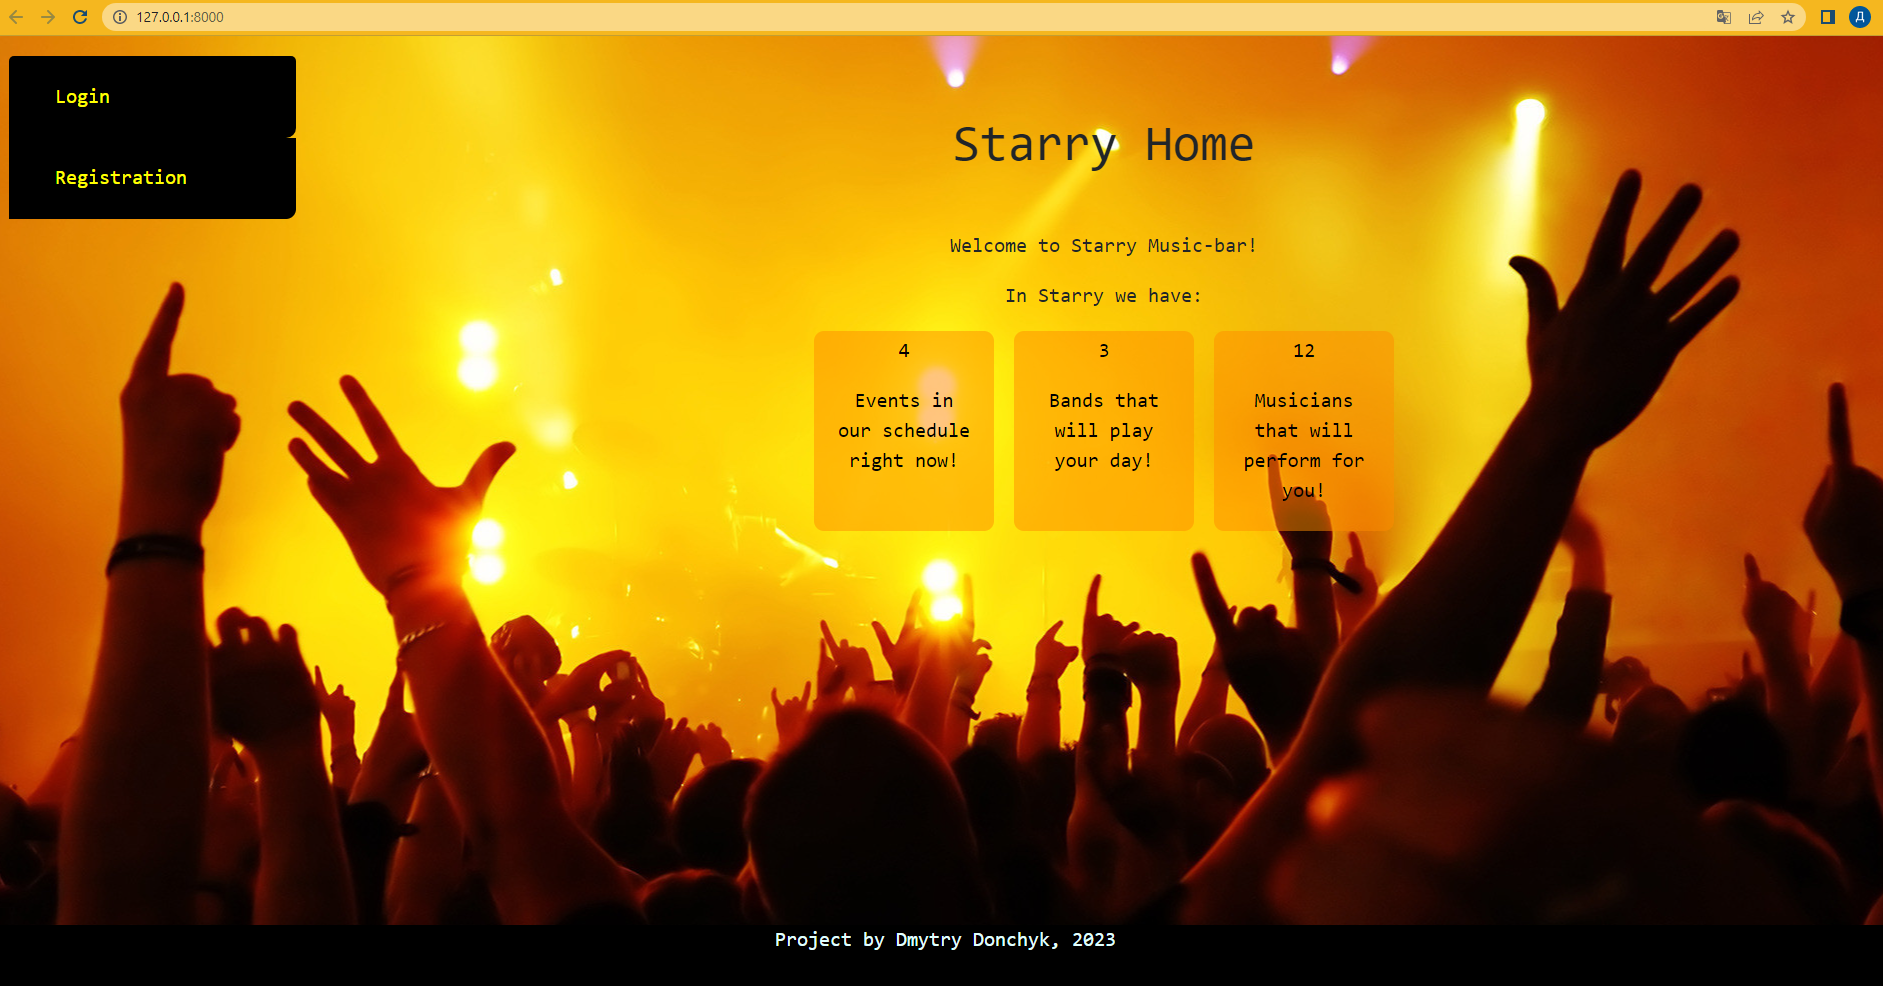 127.0.0.1:8000
Д
Login
Registration
Starry Home
Welcome to Starry Music-bar!
In Starry we have:
4
Events in
our schedule
right now!
3
Bands that
will play
your day!
12
Musicians
that will
perform for
you!
Project by Dmytry Donchyk, 2023